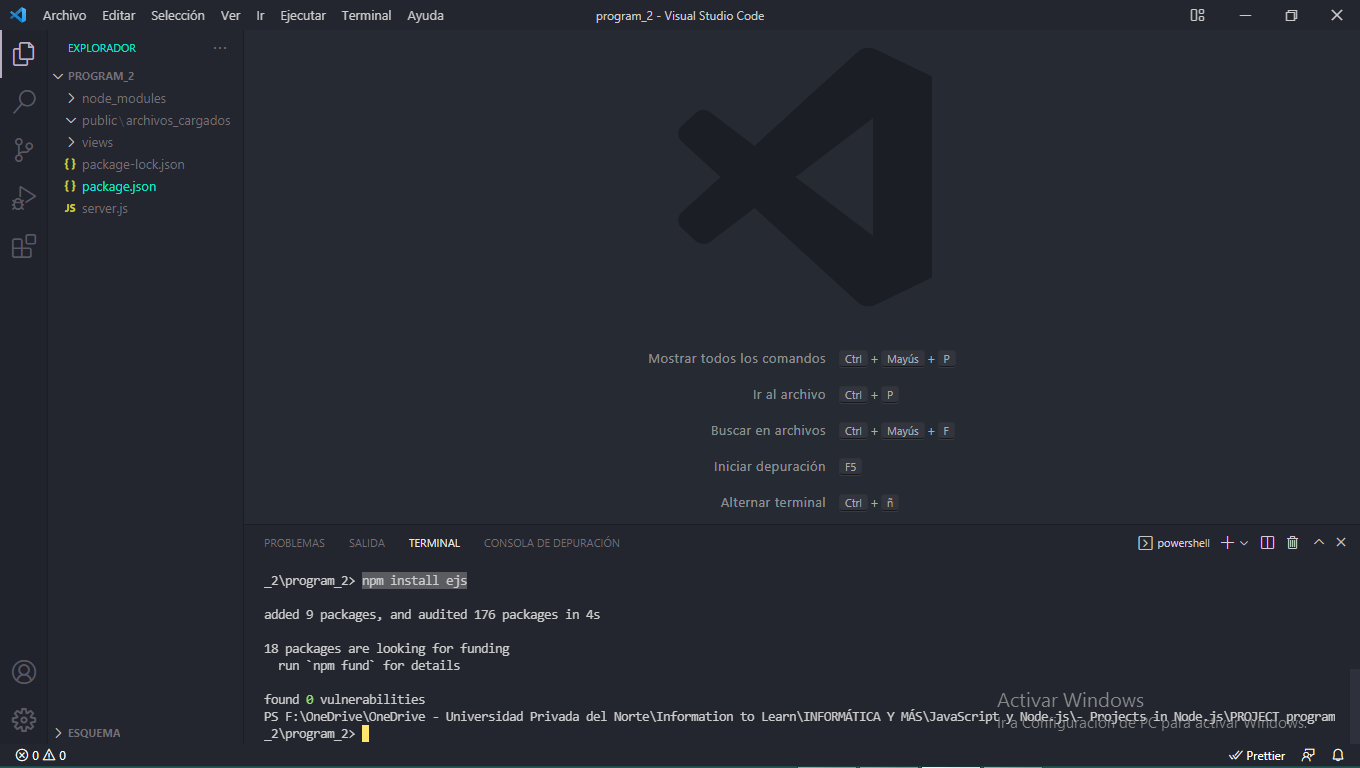 Archivo Editar Selección Ver Ir Ejecutar Terminal Ayuda
program_2 - Visual Studio Code
EXPLORADOR
PROGRAM_2
node_modules
public\archivos_cargados
views
{} package-lock.json
{} package.json
JS server.js
ESQUEMA
Mostrar todos los comandos Ctrl + Mayús + P
Ir al archivo Ctrl + P
Buscar en archivos Ctrl + Mayús + F
Iniciar depuración F5
Alternar terminal Ctrl + ñ
PROBLEMAS SALIDA TERMINAL CONSOLA DE DEPURACIÓN
powershell
_2\program_2> npm install ejs
added 9 packages, and audited 176 packages in 4s
18 packages are looking for funding
run `npm fund` for details
found 0 vulnerabilities
PS F:\OneDrive\OneDrive - Universidad Privada del Norte\Information to Learn\INFORMÁTICA Y MÁS\JavaScript y Node.js\- Projects in Node.js\PROJECT program
_2\program_2>
Activar Windows
Ir a Configuración de PC para activar Windows.
0 0
Prettier